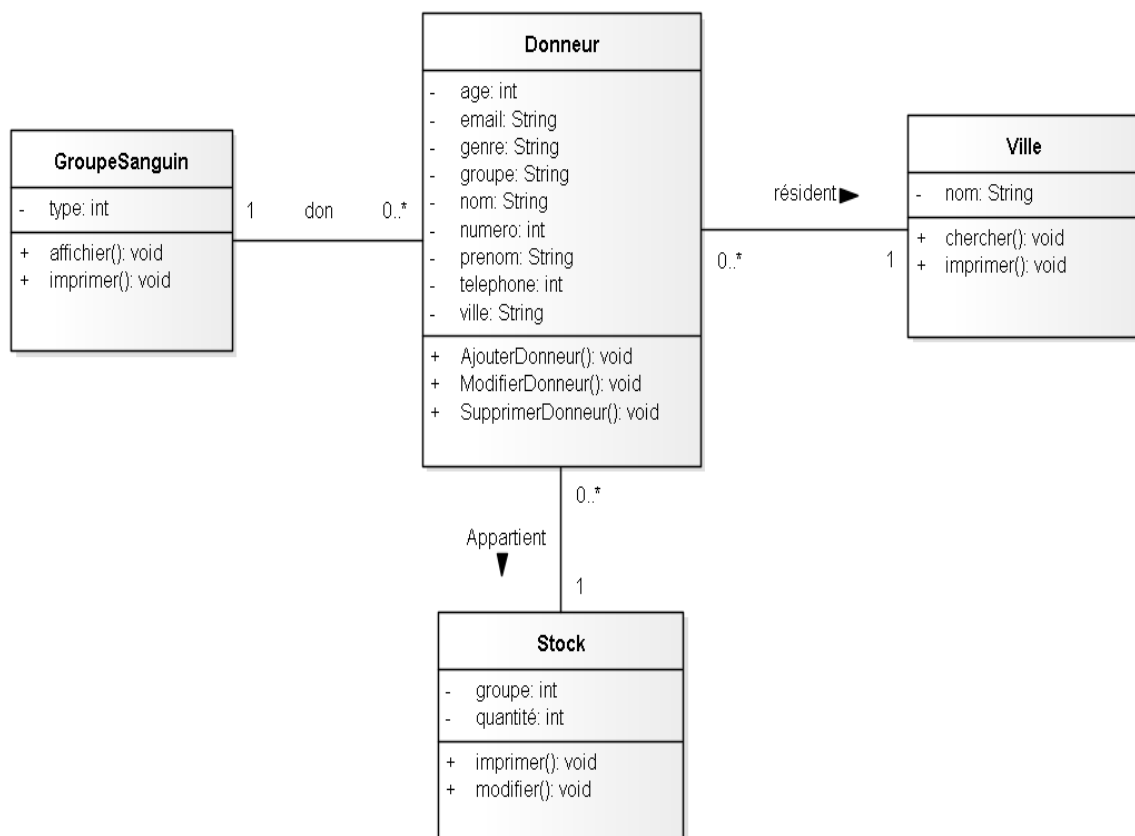 Donneur
- age: int
- email: String
- genre: String
- groupe: String
- nom: String
- numero: int
- prenom: String
- telephone: int
- ville: String
+ AjouterDonneur(): void
+ ModifierDonneur(): void
+ SupprimerDonneur(): void
GroupeSanguin
- type: int
+ affichier(): void
+ imprimer(): void
1 don 0..*
Ville
- nom: String
+ chercher(): void
+ imprimer(): void
résident
0..* 1
0..*
Appartient
1
Stock
- groupe: int
- quantité: int
+ imprimer(): void
+ modifier(): void